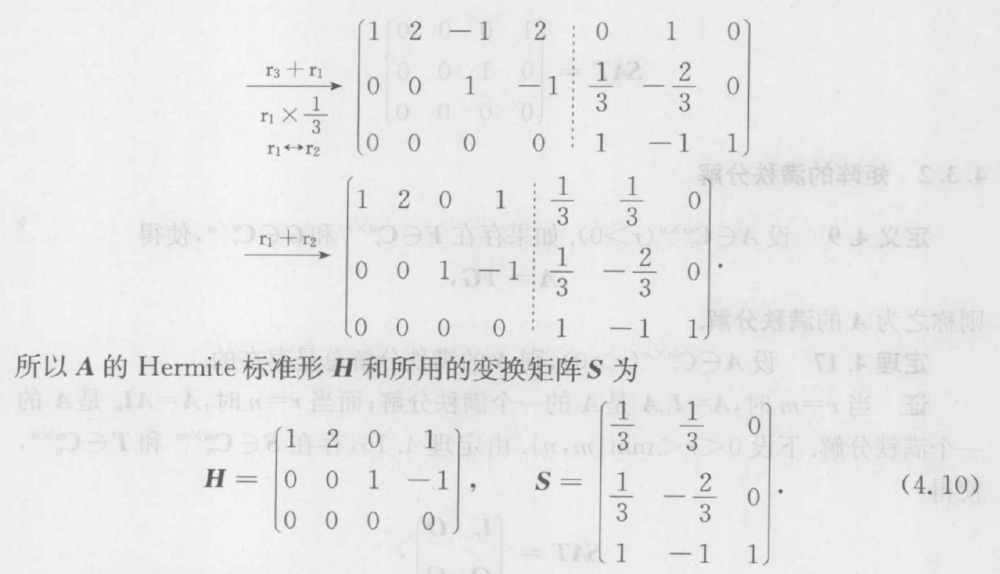 $\xrightarrow[\substack{r_1 \times \frac{1}{3} \\ r_1 \leftrightarrow r_2}]{r_3 + r_1} \left(\begin{array}{cccc:ccc} 1 & 2 & -1 & 2 & 0 & 1 & 0 \\ 0 & 0 & 1 & -1 & \frac{1}{3} & -\frac{2}{3} & 0 \\ 0 & 0 & 0 & 0 & 1 & -1 & 1 \end{array}\right)$
$\xrightarrow{r_1 + r_2} \left(\begin{array}{cccc:ccc} 1 & 2 & 0 & 1 & \frac{1}{3} & \frac{1}{3} & 0 \\ 0 & 0 & 1 & -1 & \frac{1}{3} & -\frac{2}{3} & 0 \\ 0 & 0 & 0 & 0 & 1 & -1 & 1 \end{array}\right).$
所以 A 的 Hermite 标准形 H 和所用的变换矩阵 S 为
$H = \begin{pmatrix} 1 & 2 & 0 & 1 \\ 0 & 0 & 1 & -1 \\ 0 & 0 & 0 & 0 \end{pmatrix}, \quad S = \begin{pmatrix} \frac{1}{3} & \frac{1}{3} & 0 \\ \frac{1}{3} & -\frac{2}{3} & 0 \\ 1 & -1 & 1 \end{pmatrix}. \quad (4.10)$